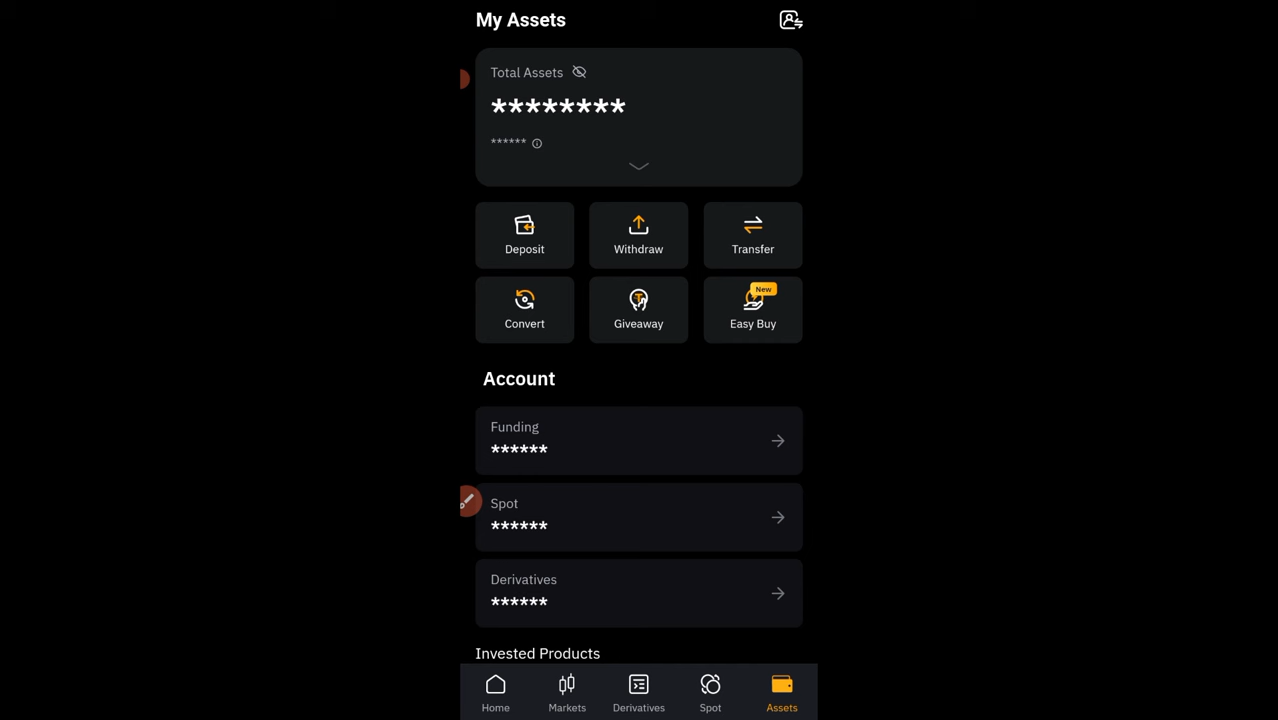 My Assets
Total Assets
********
******
Deposit
Withdraw
Transfer
Convert
Giveaway
New
Easy Buy
Account
Funding
******
Spot
******
Derivatives
******
Invested Products
Home
Markets
Derivatives
Spot
Assets